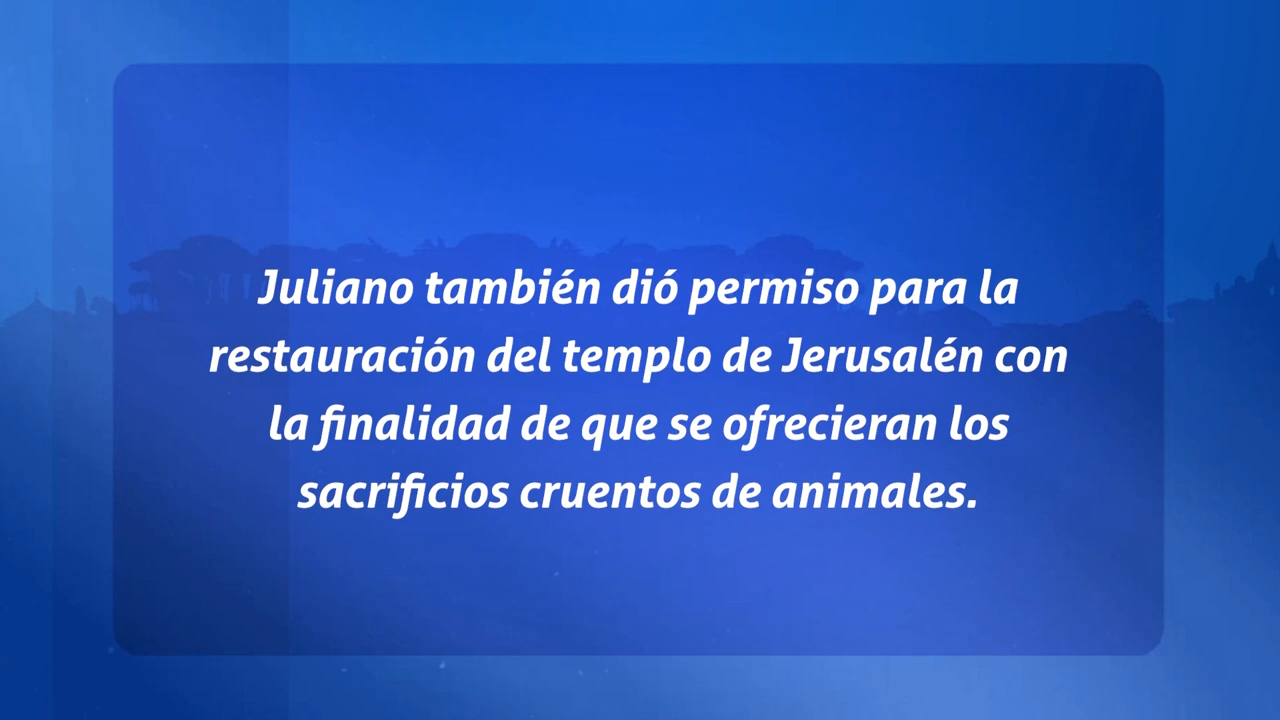 Juliano también dió permiso para la
restauración del templo de Jerusalén con
la finalidad de que se ofrecieran los
sacrificios cruentos de animales.